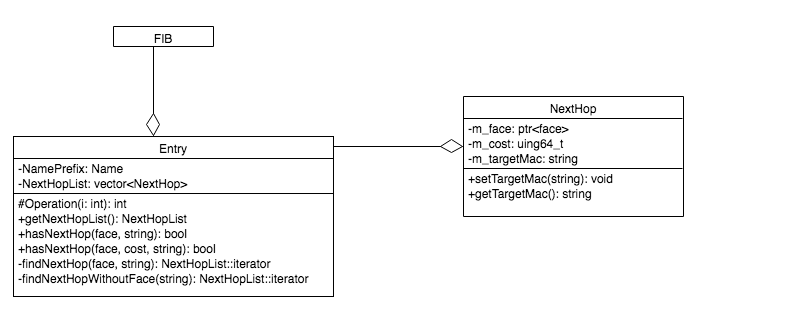 FIB
Entry
-NamePrefix: Name
-NextHopList: vector<NextHop>
#Operation(i: int): int
+getNextHopList(): NextHopList
+hasNextHop(face, string): bool
+hasNextHop(face, cost, string): bool
-findNextHop(face, string): NextHopList::iterator
-findNextHopWithoutFace(string): NextHopList::iterator
NextHop
-m_face: ptr<face>
-m_cost: uing64_t
-m_targetMac: string
+setTargetMac(string): void
+getTargetMac(): string